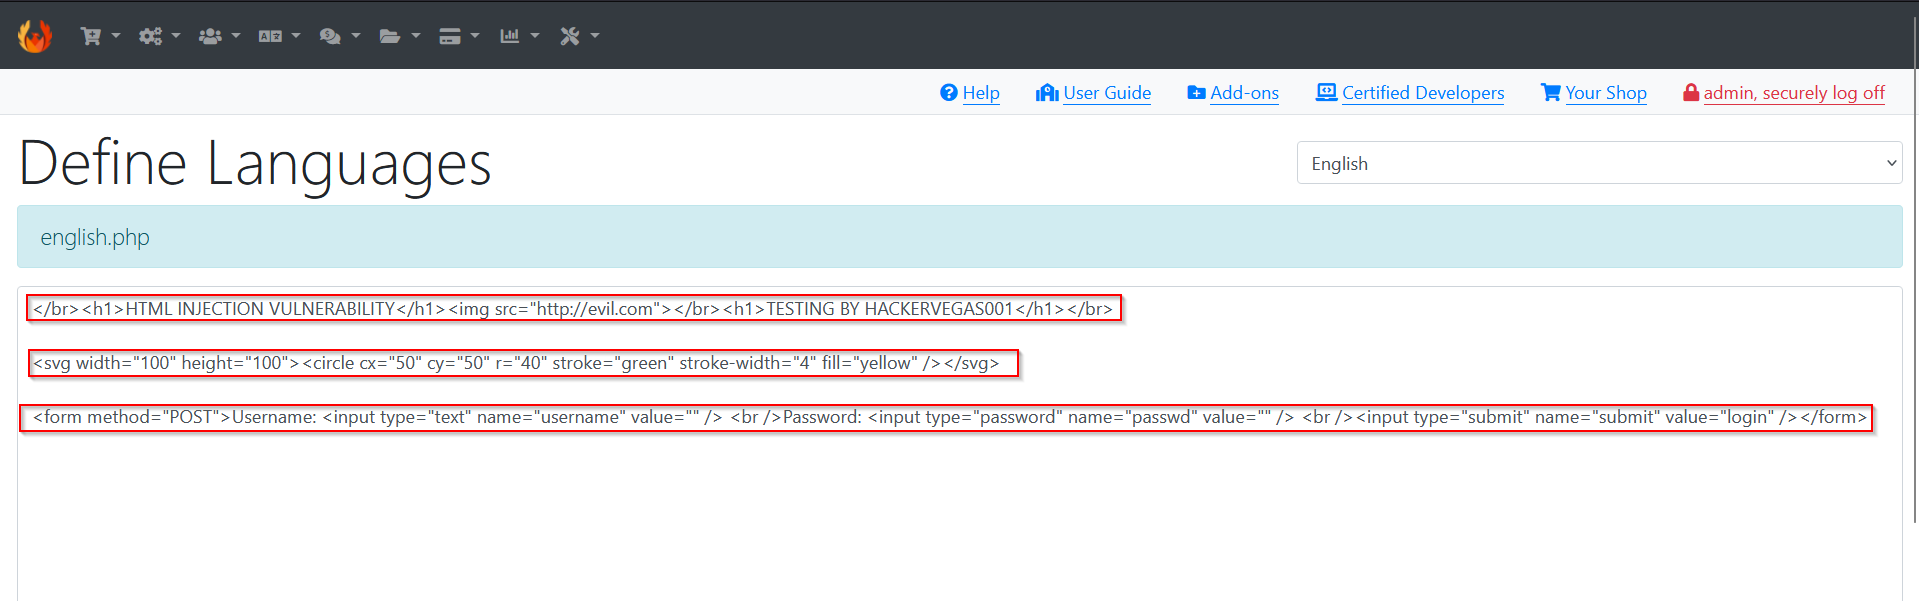 Help User Guide Add-ons Certified Developers Your Shop admin, securely log off
Define Languages
English
english.php
</br><h1>HTML INJECTION VULNERABILITY</h1><img src="http://evil.com"></br><h1>TESTING BY HACKERVEGAS001</h1></br>
<svg width="100" height="100"><circle cx="50" cy="50" r="40" stroke="green" stroke-width="4" fill="yellow" /></svg>
<form method="POST">Username: <input type="text" name="username" value="" /> <br />Password: <input type="password" name="passwd" value="" /> <br /><input type="submit" name="submit" value="login" /></form>